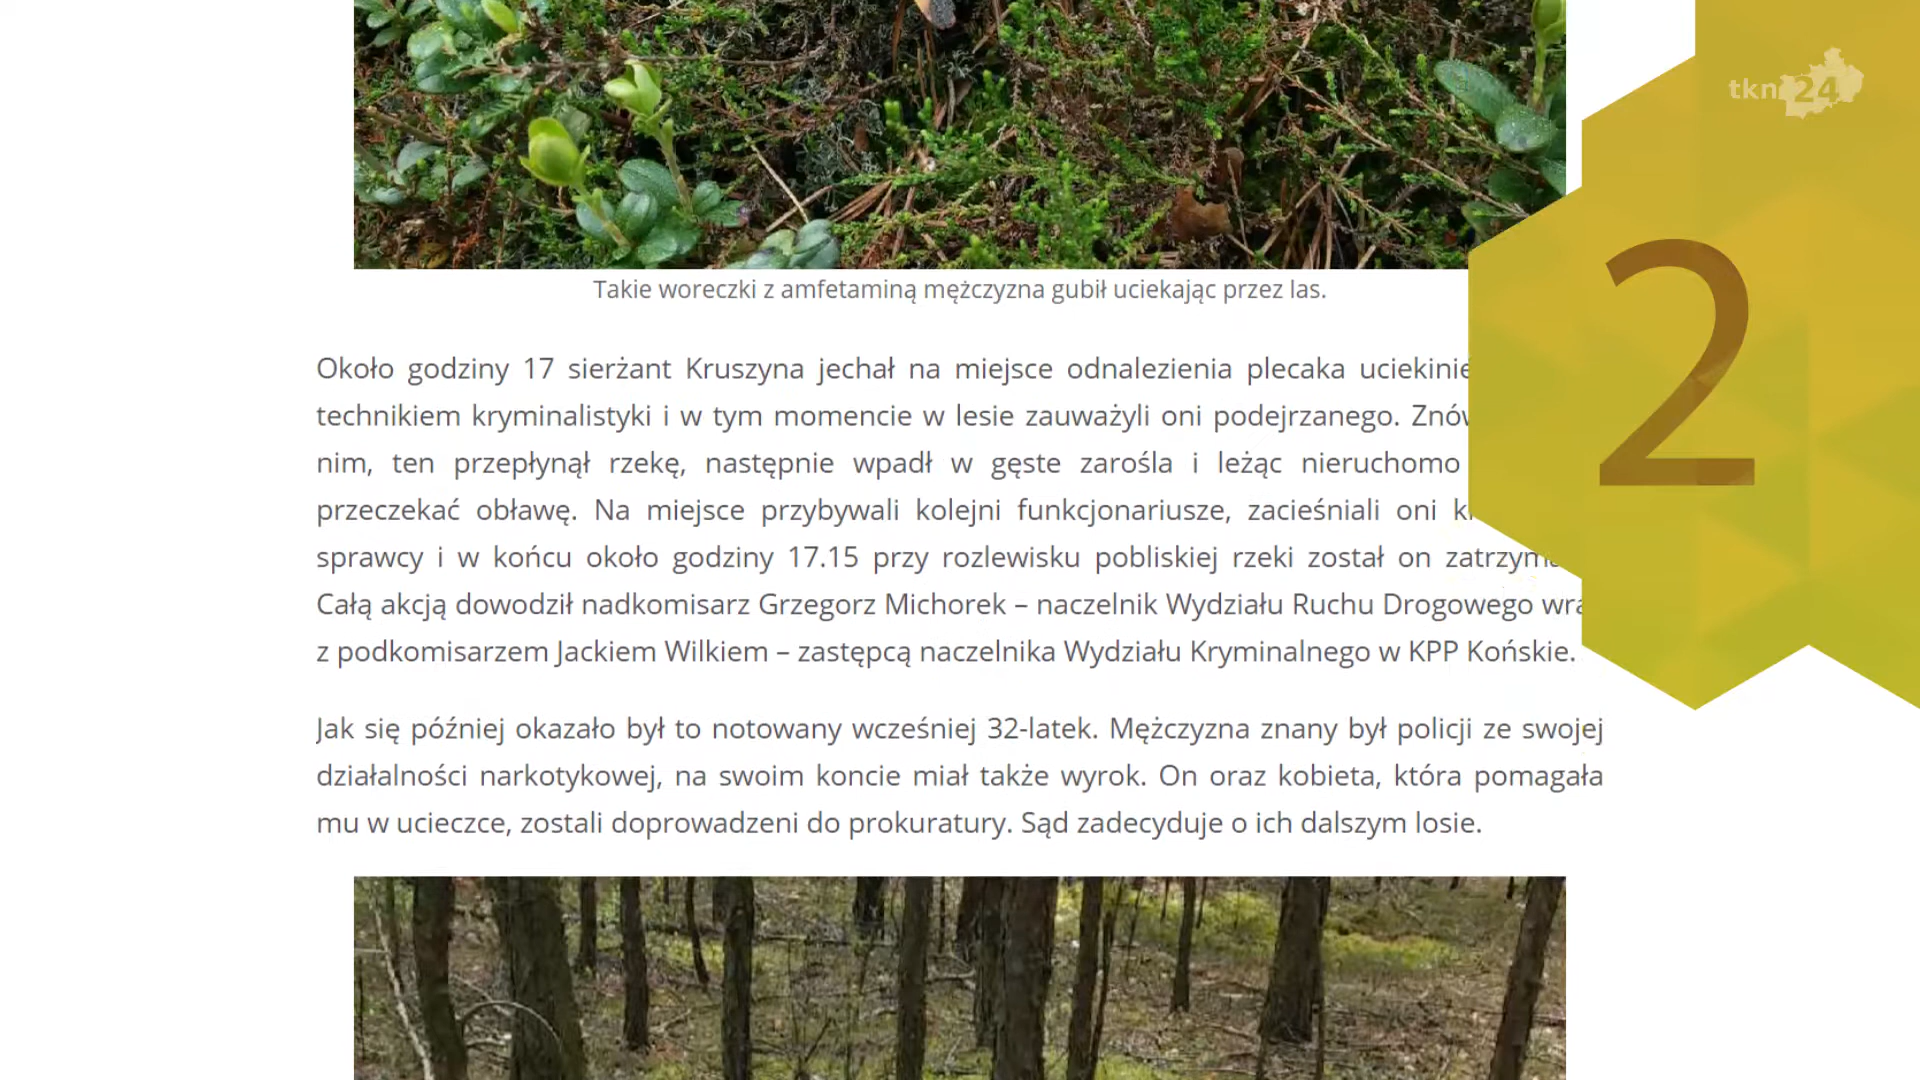 tkn24
2
Takie woreczki z amfetaminą mężczyzna gubił uciekając przez las.
Około godziny 17 sierżant Kruszyna jechał na miejsce odnalezienia plecaka
technikiem kryminalistyki i w tym momencie w lesie zauważyli oni podejrzanego.
nim, ten przepłynął rzekę, następnie wpadł w gęste zarośla i leżąc nieruchomo
przeczekać obławę. Na miejsce przybywali kolejni funkcjonariusze, zacieśniali oni
sprawcy i w końcu około godziny 17.15 przy rozlewisku pobliskiej rzeki został on
Całą akcją dowodził nadkomisarz Grzegorz Michorek – naczelnik Wydziału Ruchu Drogowego
z podkomisarzem Jackiem Wilkiem – zastępcą naczelnika Wydziału Kryminalnego w KPP Końskie.
Jak się później okazało był to notowany wcześniej 32-latek. Mężczyzna znany był policji ze swojej
działalności narkotykowej, na swoim koncie miał także wyrok. On oraz kobieta, która pomagała
mu w ucieczce, zostali doprowadzeni do prokuratury. Sąd zadecyduje o ich dalszym losie.